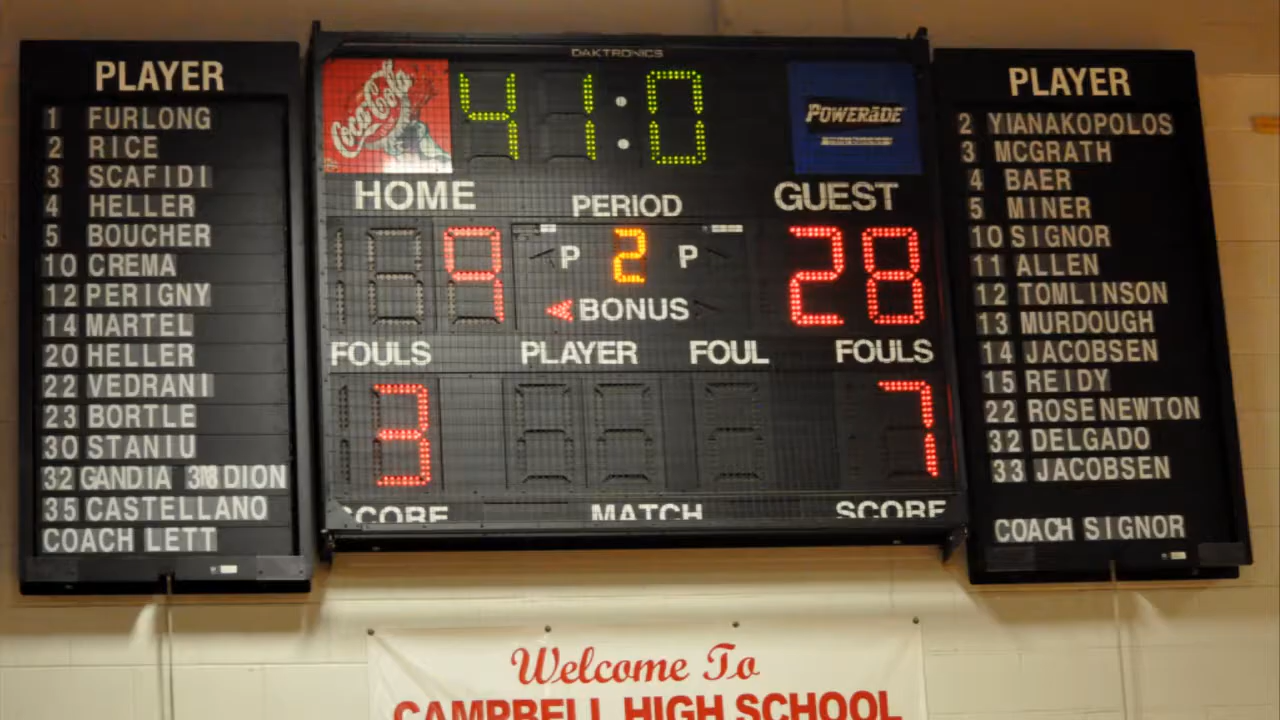 PLAYER
1 FURLONG
2 RICE
3 SCAFIDI
4 HELLER
5 BOUCHER
10 CREMA
12 PERIGNY
14 MARTEL
20 HELLER
22 VEDRANI
23 BORTLE
30 STANIU
32 GANDIA DION
35 CASTELLANO
COACH LETT
DAKTRONICS
Coca-Cola
41:0
POWERADE
HOME
PERIOD
GUEST
9
P 2 P
28
BONUS
FOULS
PLAYER
FOUL
FOULS
3
7
SCORE
MATCH
SCORE
PLAYER
2 YIANAKOPOLOS
3 MCGRATH
4 BAER
5 MINER
10 SIGNOR
11 ALLEN
12 TOMLINSON
13 MURDOUGH
14 JACOBSEN
15 REIDY
22 ROSENEWTON
32 DELGADO
33 JACOBSEN
COACH SIGNOR
Welcome To
CAMPBELL HIGH SCHOOL